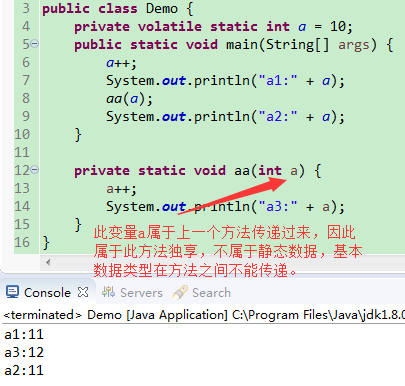 3 public class Demo {
4 private volatile static int a = 10;
5 public static void main(String[] args) {
6 a++;
7 System.out.println("a1:" + a);
8 aa(a);
9 System.out.println("a2:" + a);
10 }
11
12 private static void aa(int a) {
13 a++;
14 System.out.println("a3:" + a);
15 }
16 }
此变量a属于上一个方法传递过来，因此
属于此方法独享，不属于静态数据，基本
数据类型在方法之间不能传递。
Console Servers Search
<terminated> Demo [Java Application] C:\Program Files\Java\jdk1.8.0
a1:11
a3:12
a2:11